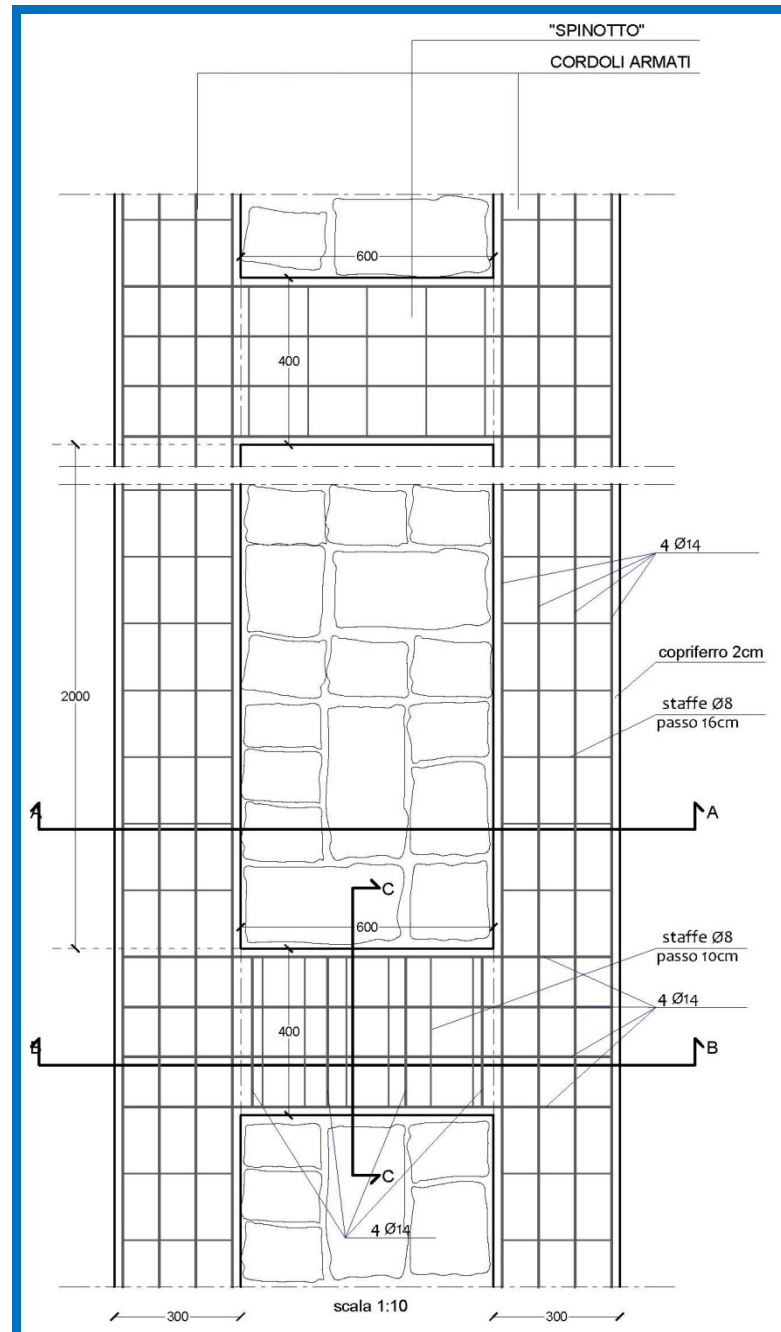 "SPINOTTO"
CORDOLI ARMATI
600
400
4 Ø14
copriferro 2cm
2000
staffe Ø8
passo 16cm
A
A
C
600
staffe Ø8
passo 10cm
4 Ø14
400
B
B
C
4 Ø14
scala 1:10
300
300